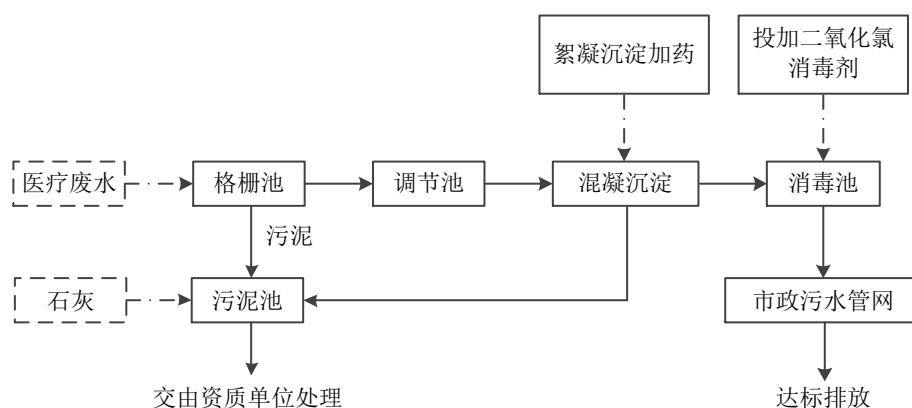 絮凝沉淀加药
投加二氧化氯
消毒剂
医疗废水
格栅池
调节池
混凝沉淀
消毒池
污泥
石灰
污泥池
市政污水管网
交由资质单位处理
达标排放